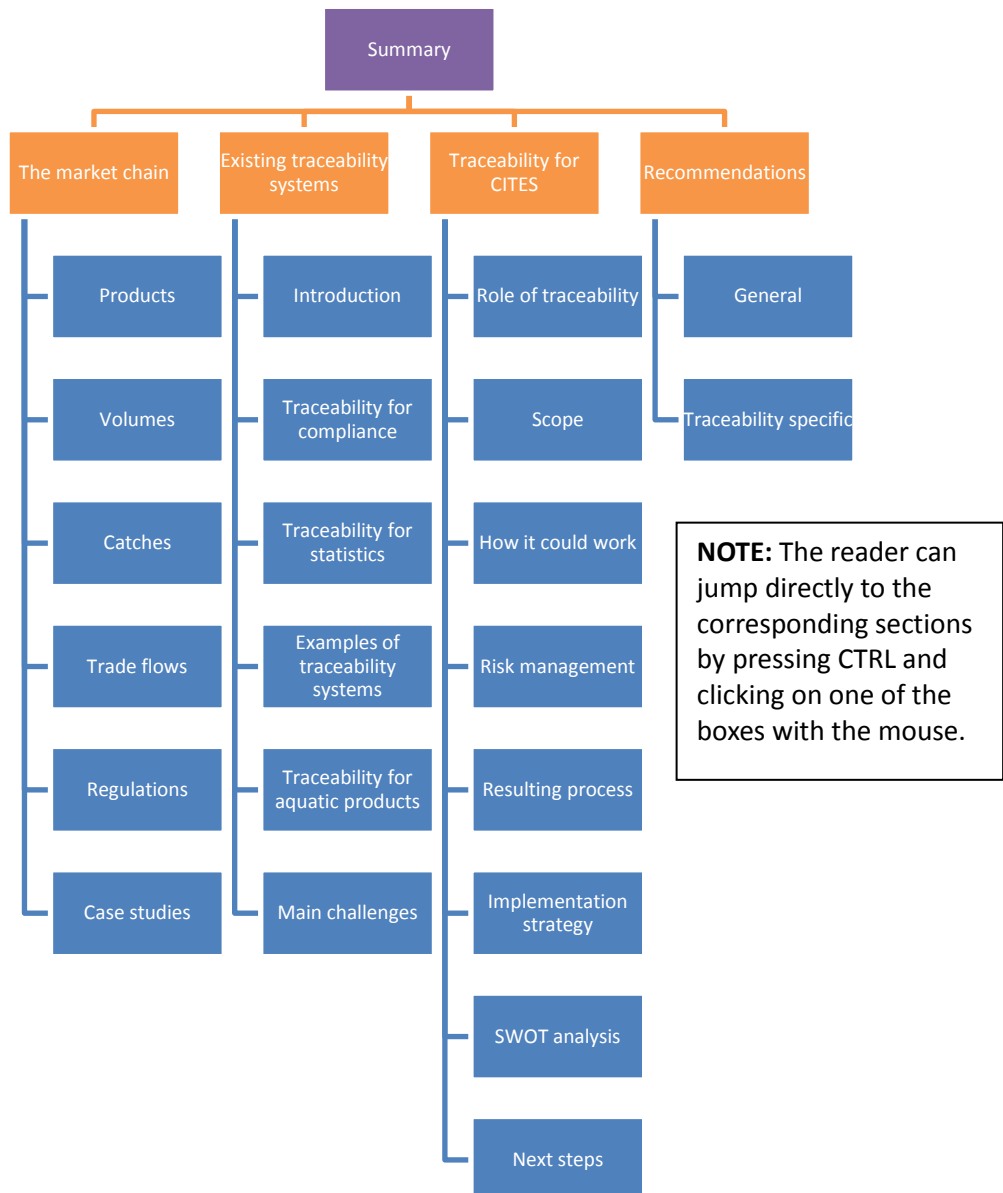 Summary
The market chain
Products
Volumes
Catches
Trade flows
Regulations
Case studies
Existing traceability
systems
Introduction
Traceability for
compliance
Traceability for
statistics
Examples of
traceability
systems
Traceability for
aquatic products
Main challenges
Traceability for
CITES
Role of traceability
Scope
How it could work
Risk management
Resulting process
Implementation
strategy
SWOT analysis
Next steps
Recommendations
General
Traceability specific
NOTE: The reader can
jump directly to the
corresponding sections
by pressing CTRL and
clicking on one of the
boxes with the mouse.